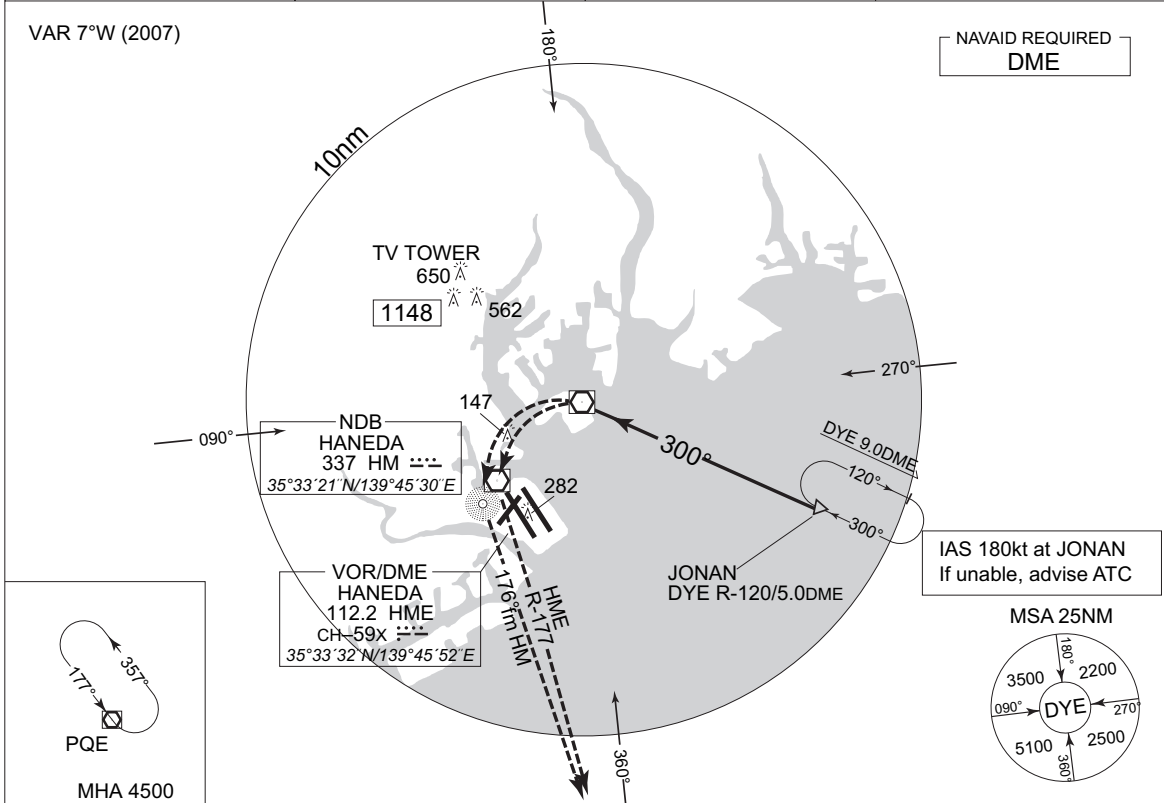 VAR 7°W (2007)
NAVAID REQUIRED
DME
180°
10nm
TV TOWER
650
562
1148
270°
090°
147
NDB
HANEDA
337 HM
35°33´21˝N/139°45´30˝E
300°
DYE 9.0DME
120°
300°
282
JONAN
DYE R-120/5.0DME
IAS 180kt at JONAN
If unable, advise ATC
VOR/DME
HANEDA
112.2 HME
CH-59X
35°33´32˝N/139°45´52˝E
HME
R-177
176°fm HM
360°
177°
357°
PQE
MHA 4500
MSA 25NM
180°
3500
2200
090°
DYE
270°
5100
2500
360°